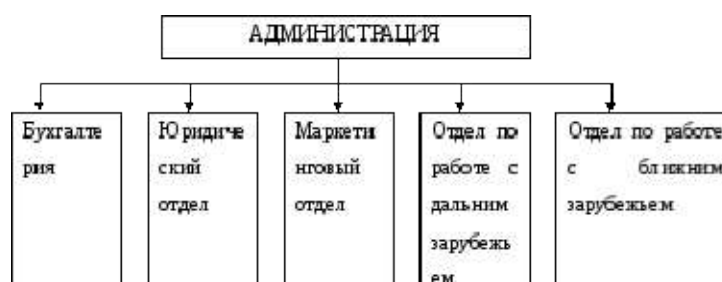 АДМИНИСТРАЦИЯ
Бухгалте
рия
Юридиче
ский
отдел
Маркети
нговый
отдел
Отдел по
работе с
дальним
зарубежь
ем
Отдел по работе
с ближним
зарубежьем